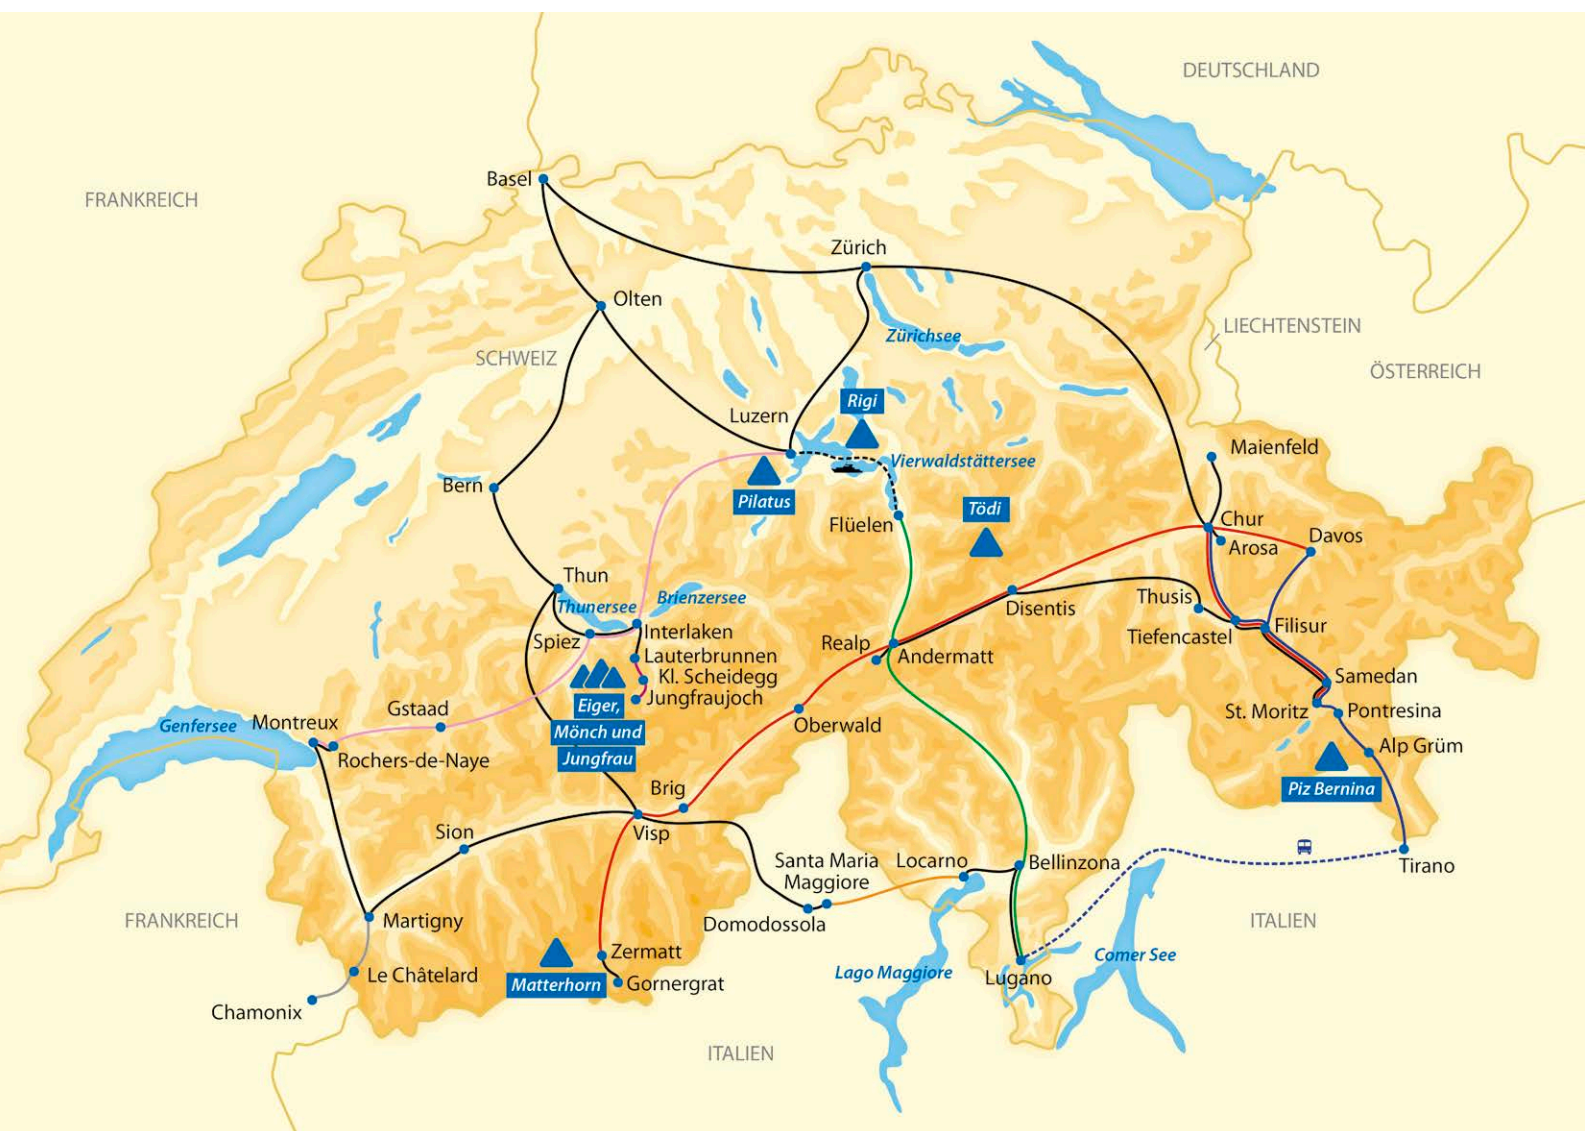 DEUTSCHLAND
FRANKREICH
Basel
Zürich
Olten
Zürichsee
LIECHTENSTEIN
SCHWEIZ
ÖSTERREICH
Rigi
Luzern
Maienfeld
Vierwaldstättersee
Bern
Pilatus
Tödi
Flüelen
Chur
Davos
Arosa
Thun
Thunersee
Brienzersee
Thusis
Disentis
Interlaken
Spiez
Tiefencastel
Filisur
Realp
Andermatt
Lauterbrunnen
Kl. Scheidegg
Jungfraujoch
Samedan
Eiger,
Mönch und
Jungfrau
Gstaad
St. Moritz
Pontresina
Genfersee
Montreux
Oberwald
Rochers-de-Naye
Alp Grüm
Brig
Piz Bernina
Sion
Visp
Santa Maria
Maggiore
Locarno
Bellinzona
Tirano
FRANKREICH
Martigny
Domodossola
ITALIEN
Zermatt
Comer See
Le Châtelard
Lago Maggiore
Lugano
Matterhorn
Gornergrat
Chamonix
ITALIEN